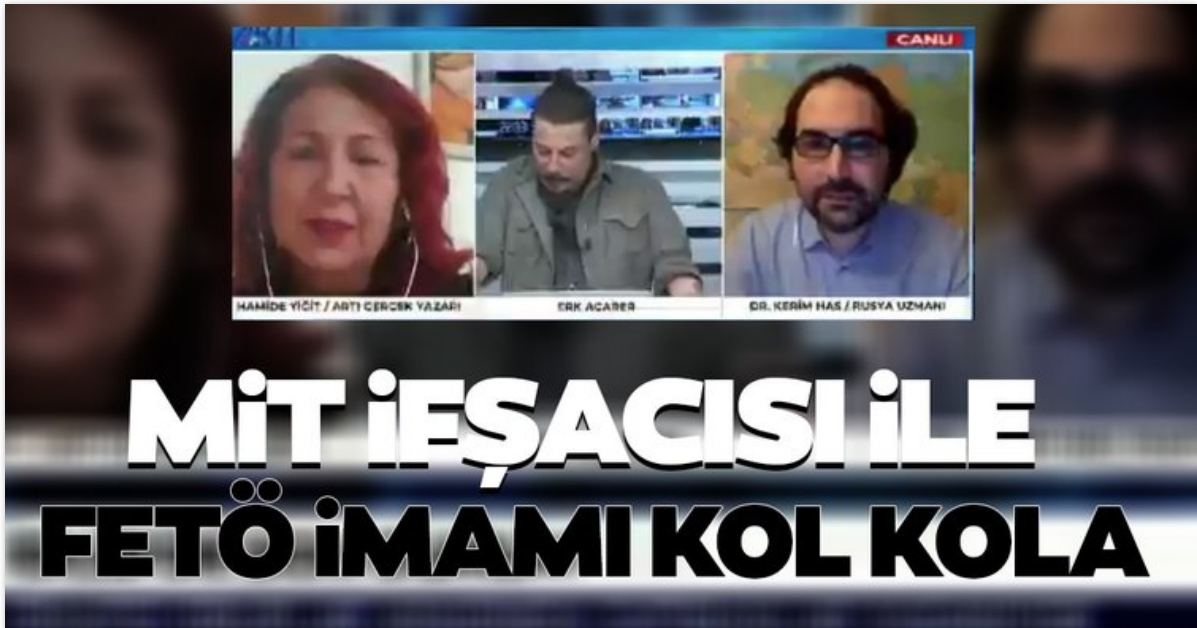 ARTI
CANLI
HAMİDE YİĞİT / ARTI GERÇEK YAZARI
ERK ACARER
DR. KERİM HAS / RUSYA UZMANI
MİT İFŞACISI İLE
FETÖ İMAMI KOL KOLA